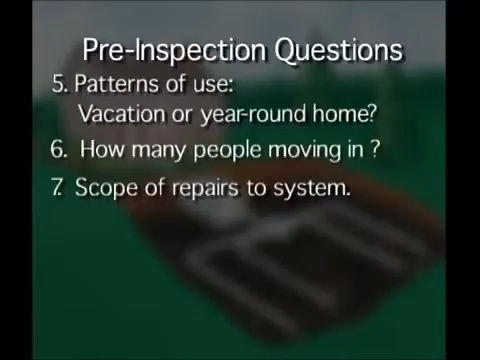 Pre-Inspection Questions
5. Patterns of use:
Vacation or year-round home?
6. How many people moving in ?
7. Scope of repairs to system.